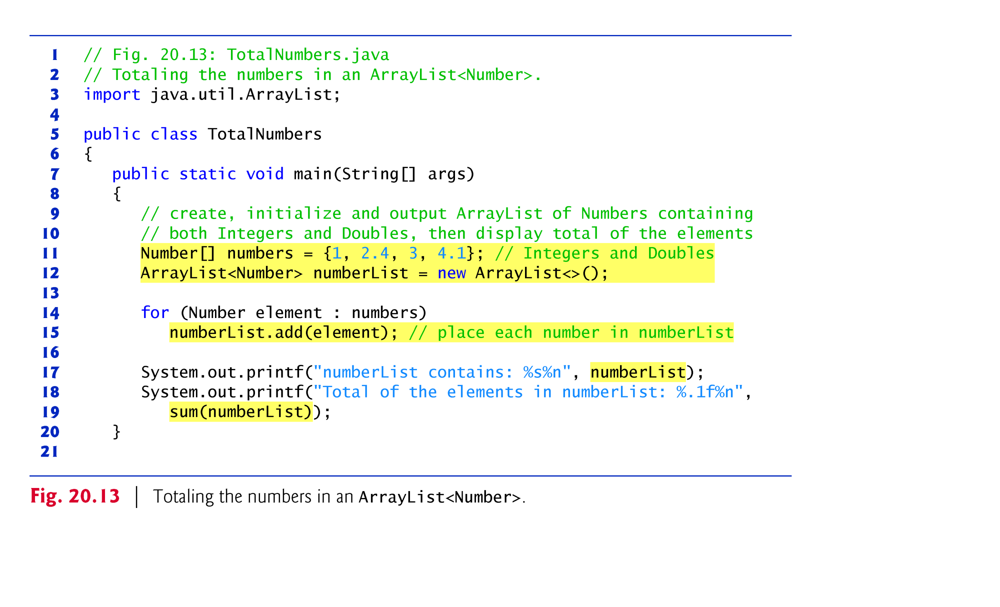 1 // Fig. 20.13: TotalNumbers.java
2 // Totaling the numbers in an ArrayList<Number>.
3 import java.util.ArrayList;
4
5 public class TotalNumbers
6 {
7    public static void main(String[] args)
8    {
9       // create, initialize and output ArrayList of Numbers containing
10       // both Integers and Doubles, then display total of the elements
11       Number[] numbers = {1, 2.4, 3, 4.1}; // Integers and Doubles
12       ArrayList<Number> numberList = new ArrayList<>();
13
14       for (Number element : numbers)
15          numberList.add(element); // place each number in numberList
16
17       System.out.printf("numberList contains: %s%n", numberList);
18       System.out.printf("Total of the elements in numberList: %.1f%n",
19          sum(numberList));
20    }
21
Fig. 20.13 | Totaling the numbers in an ArrayList<Number>.